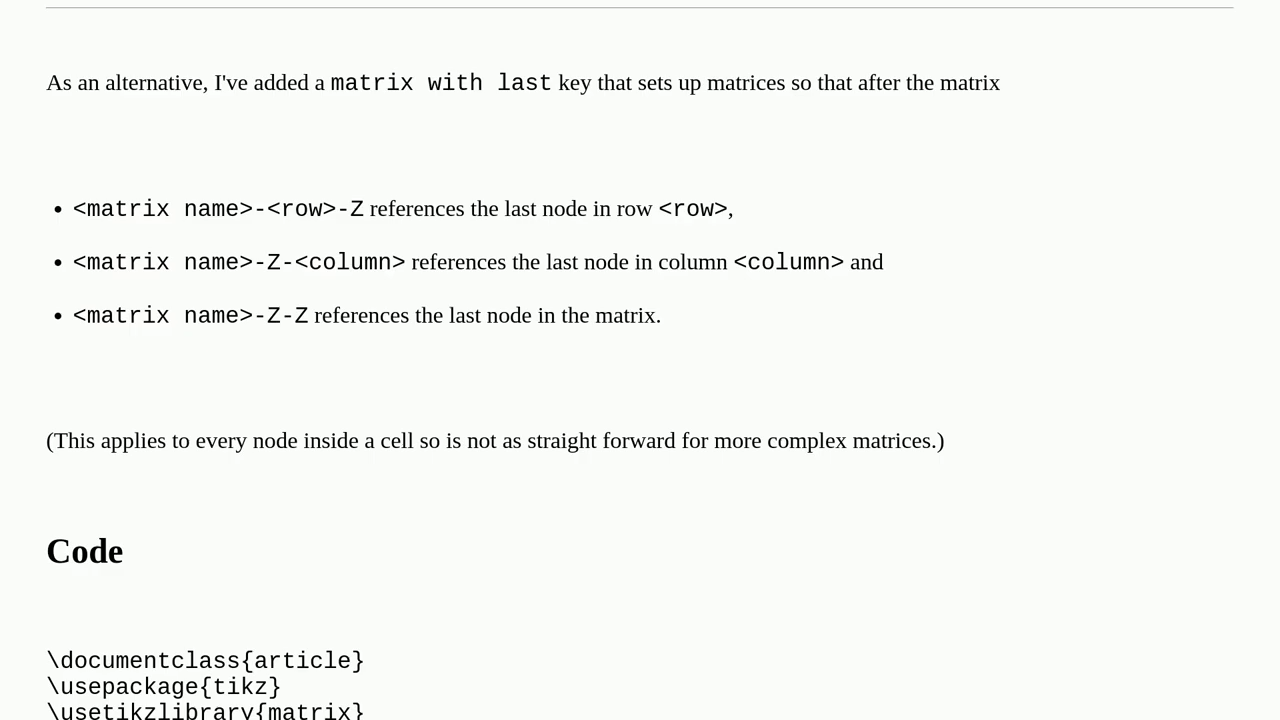 As an alternative, I've added a matrix with last key that sets up matrices so that after the matrix
• <matrix name>-<row>-Z references the last node in row <row>,
• <matrix name>-Z-<column> references the last node in column <column> and
• <matrix name>-Z-Z references the last node in the matrix.
(This applies to every node inside a cell so is not as straight forward for more complex matrices.)
Code
\documentclass{article}
\usepackage{tikz}
\usetikzlibrary{matrix}